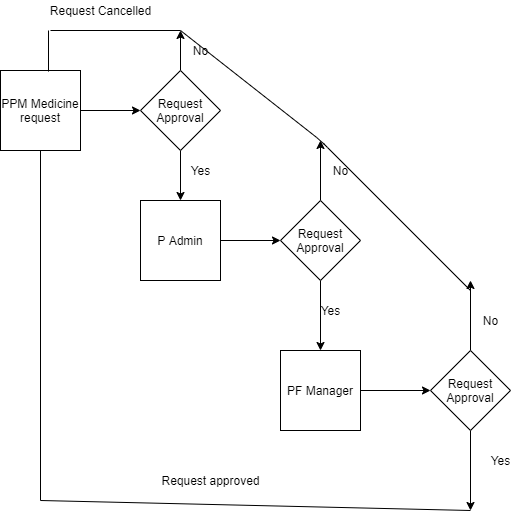 Request Cancelled
No
PPM Medicine
request
Request
Approval
Yes
No
P Admin
Request
Approval
Yes
No
PF Manager
Request
Approval
Yes
Request approved